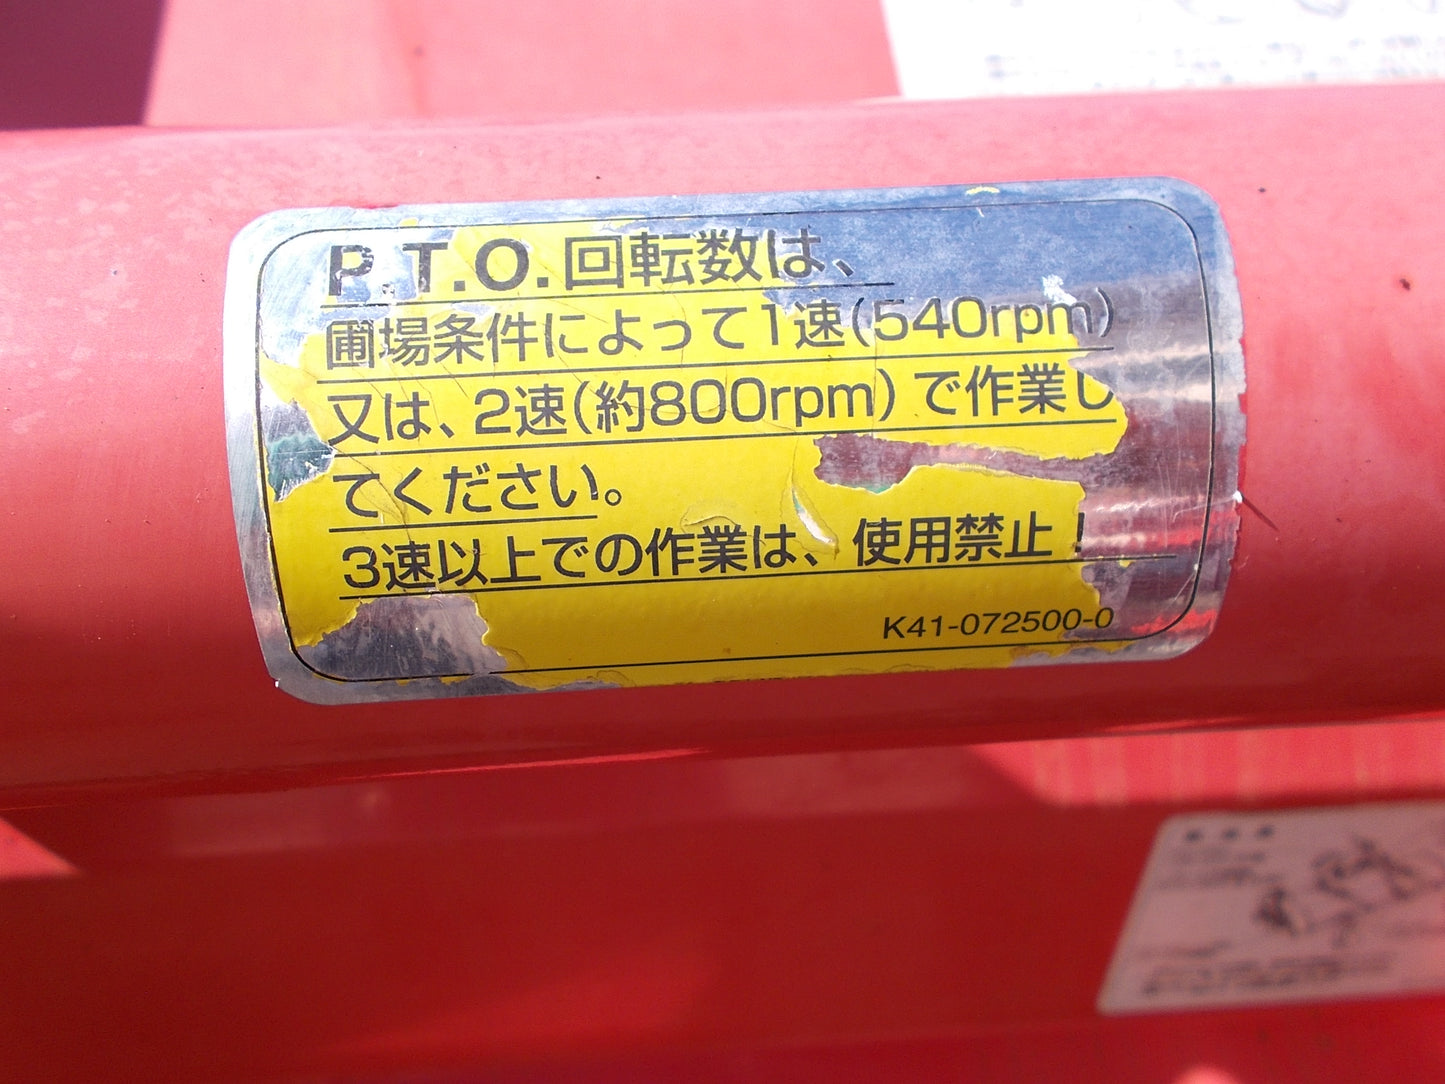 P.T.O.回転数は、
圃場条件によって1速(540rpm)
又は、2速(約800rpm)で作業し
てください。
3速以上での作業は、使用禁止!
K41-072500-0